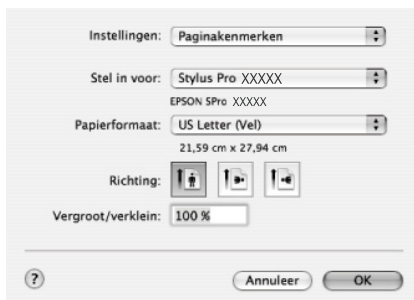 Instellingen: Paginakenmerken
Stel in voor: Stylus Pro XXXXX
EPSON SPro XXXXX
Papierformaat: US Letter (Vel)
21,59 cm x 27,94 cm
Richting:
Vergroot/verklein: 100 %
? Annuleer OK